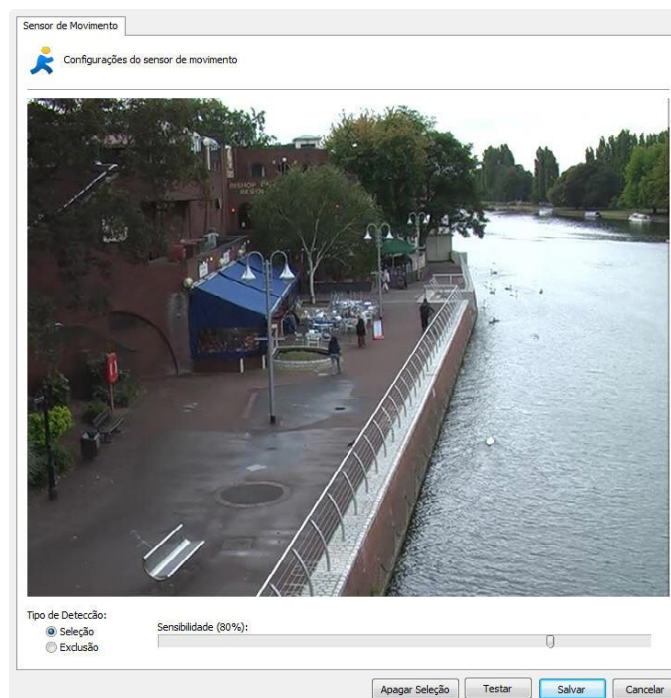 Sensor de Movimento
Configurações do sensor de movimento
BISHOP
Tipo de Detecção:
Seleção
Exclusão
Sensibilidade (80%):
Apagar Seleção
Testar
Salvar
Cancelar